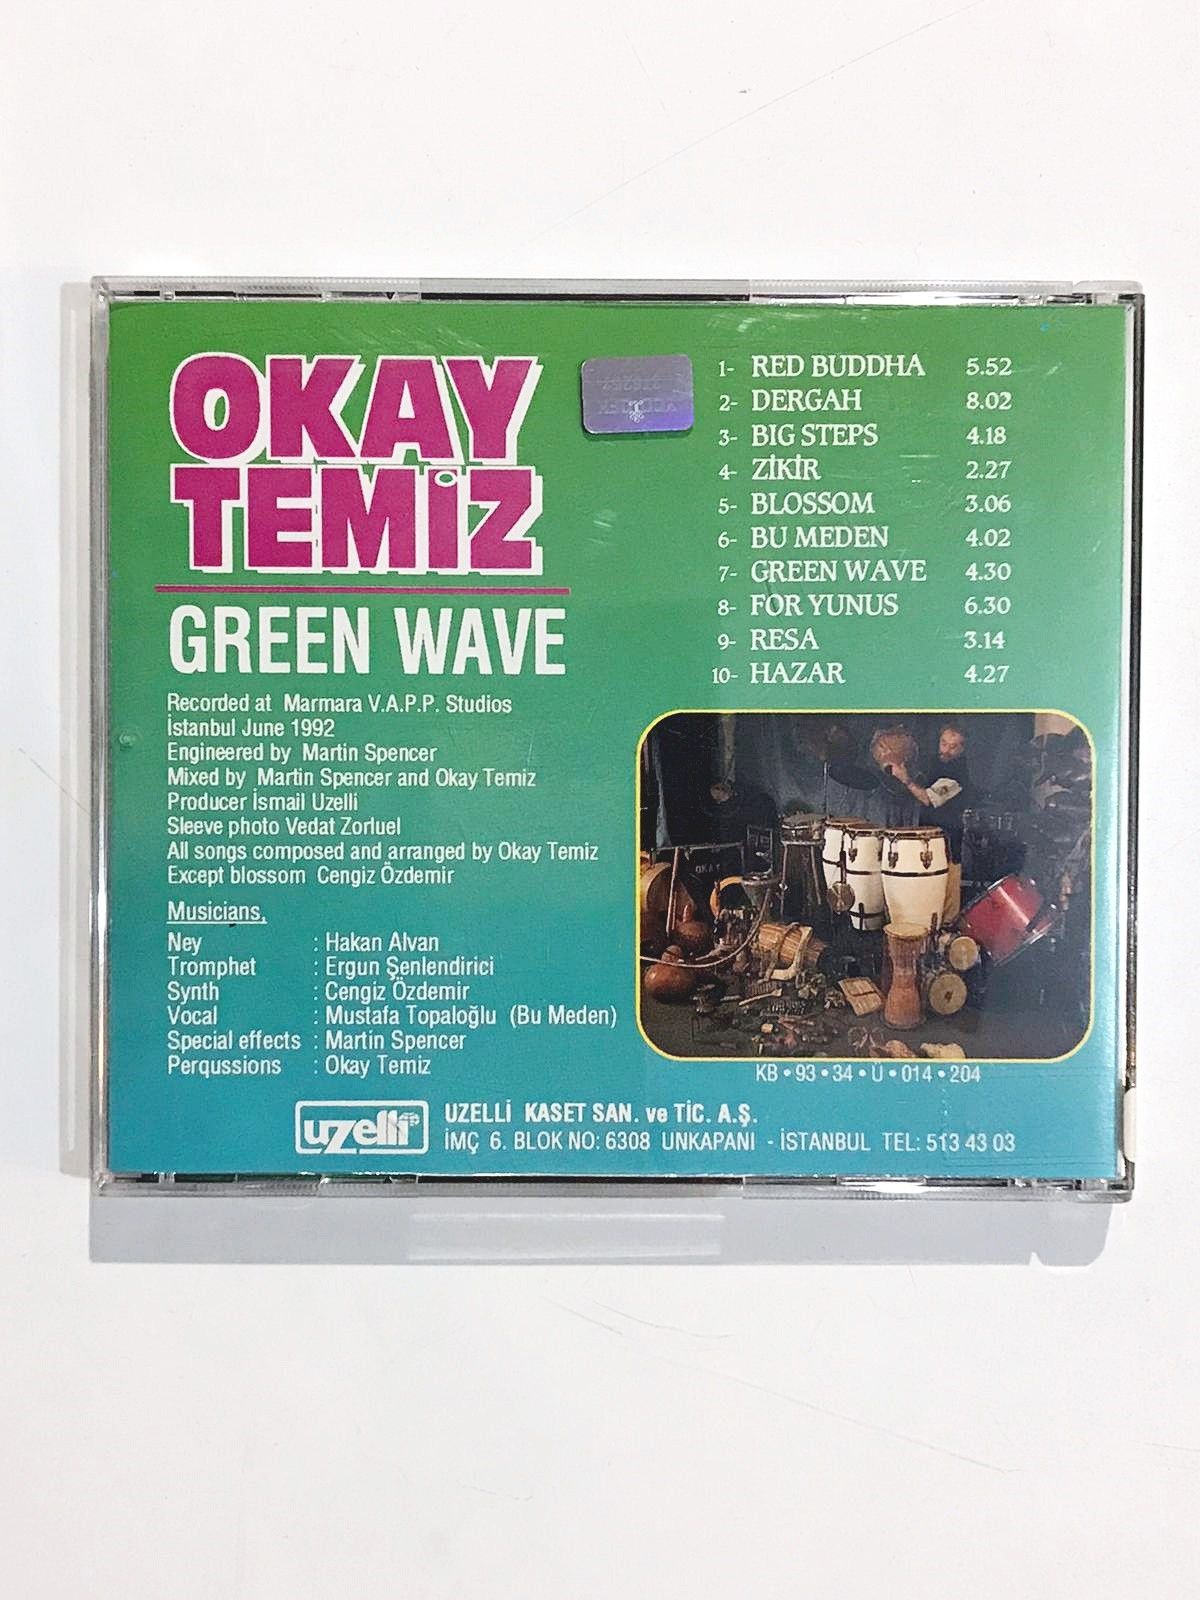 OKAY
TEMİZ
GREEN WAVE
Recorded at Marmara V.A.P.P. Studios
İstanbul June 1992
Engineered by Martin Spencer
Mixed by Martin Spencer and Okay Temiz
Producer İsmail Uzelli
Sleeve photo Vedat Zorluel
All songs composed and arranged by Okay Temiz
Except blossom Cengiz Özdemir
Musicians,
Ney : Hakan Alvan
Tromphet : Ergun Şenlendirici
Synth : Cengiz Özdemir
Vocal : Mustafa Topaloğlu (Bu Meden)
Special effects : Martin Spencer
Perqussions : Okay Temiz
1- RED BUDDHA 5.52
2- DERGAH 8.02
3- BIG STEPS 4.18
4- ZİKİR 2.27
5- BLOSSOM 3.06
6- BU MEDEN 4.02
7- GREEN WAVE 4.30
8- FOR YUNUS 6.30
9- RESA 3.14
10- HAZAR 4.27
OKAY
KB • 93 • 34 • Ü • 014 • 204
uzelli
UZELLİ KASET SAN. ve TİC. A.Ş.
İMÇ 6. BLOK NO: 6308 UNKAPANI - İSTANBUL TEL: 513 43 03